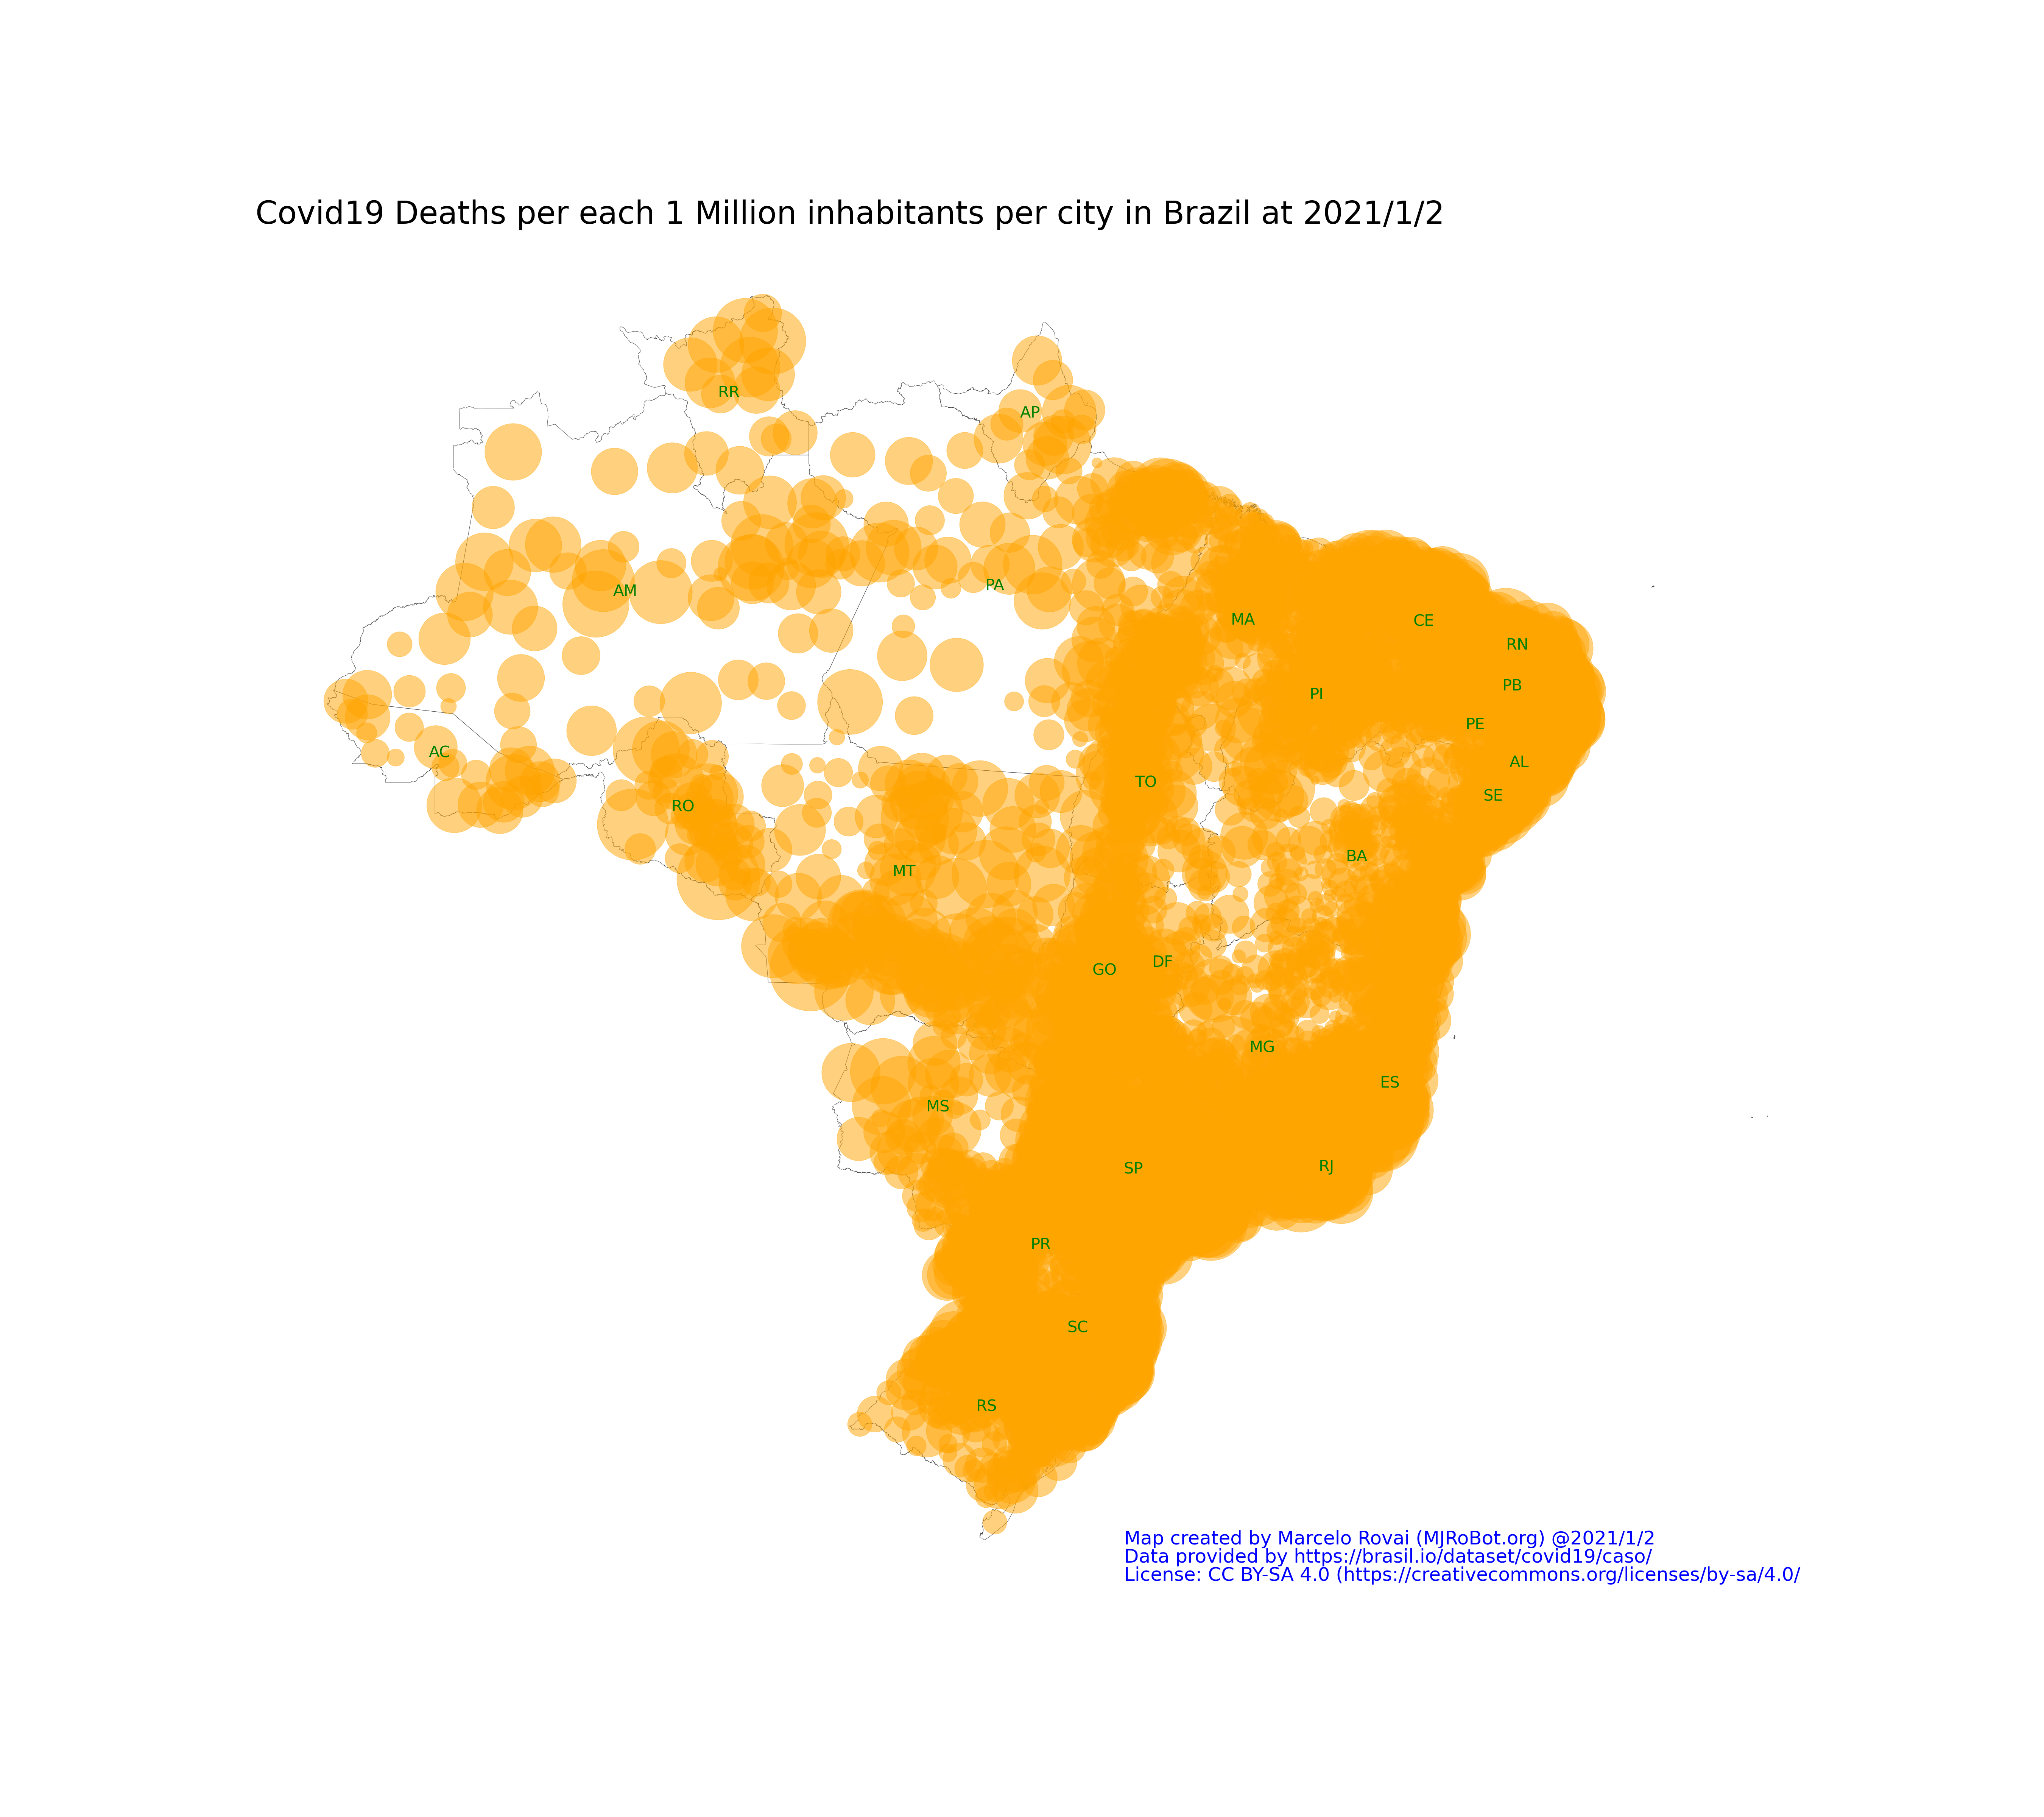 Covid19 Deaths per each 1 Million inhabitants per city in Brazil at 2021/1/2
RR
AP
AM
PA
MA
CE
RN
PB
PI
PE
AC
AL
TO
SE
RO
BA
MT
DF
GO
MG
ES
MS
RJ
SP
PR
SC
RS
Map created by Marcelo Rovai (MJRoBot.org) @2021/1/2
Data provided by https://brasil.io/dataset/covid19/caso/
License: CC BY-SA 4.0 (https://creativecommons.org/licenses/by-sa/4.0/